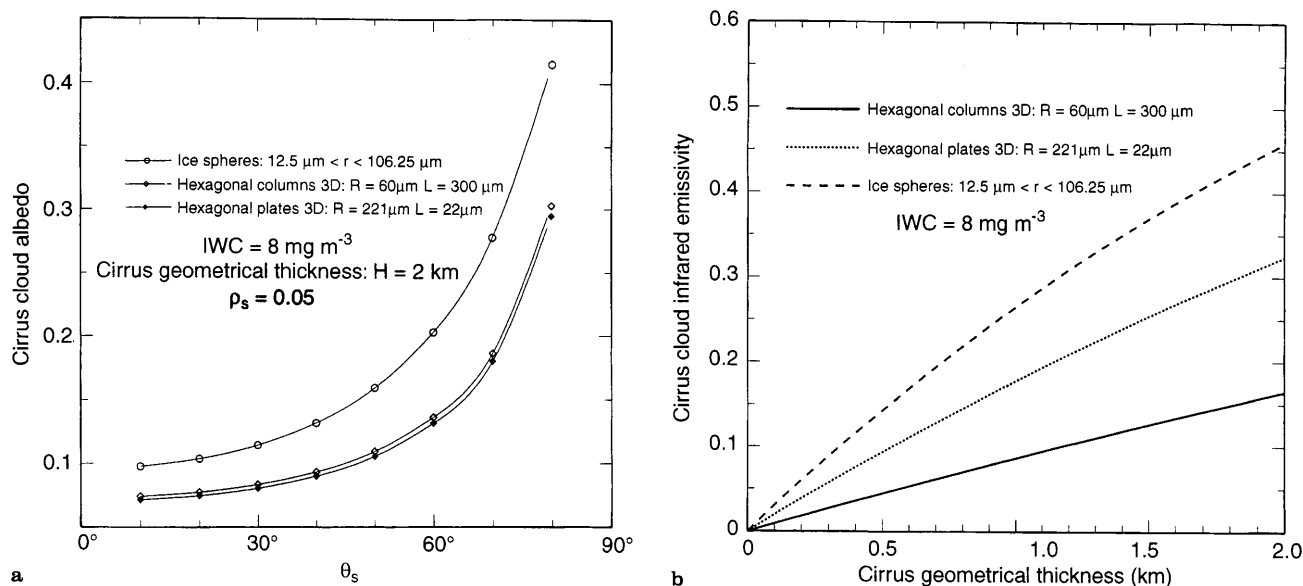 Cirrus cloud albedo
0.4
0.3
0.2
0.1
Ice spheres: 12.5 μm < r < 106.25 μm
Hexagonal columns 3D: R = 60μm L = 300 μm
Hexagonal plates 3D: R = 221μm L = 22μm
IWC = 8 mg m⁻³
Cirrus geometrical thickness: H = 2 km
ρₛ = 0.05
0° 30° 60° 90°
θₛ
a
Cirrus cloud infrared emissivity
0.6
0.5
0.4
0.3
0.2
0.1
0
Hexagonal columns 3D: R = 60μm L = 300 μm
Hexagonal plates 3D: R = 221μm L = 22μm
Ice spheres: 12.5 μm < r < 106.25 μm
IWC = 8 mg m⁻³
0 0.5 1.0 1.5 2.0
Cirrus geometrical thickness (km)
b